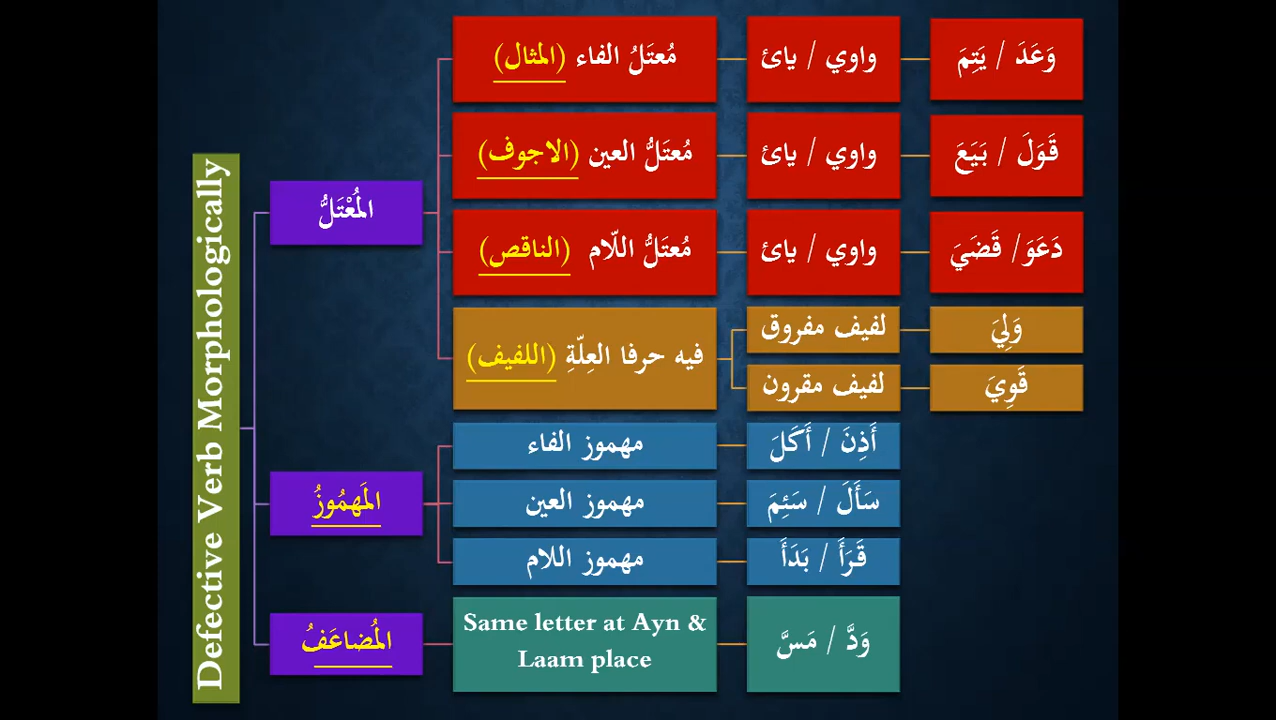 Defective Verb Morphologically
المُعْتَلُّ
مُعتَلُ الفاء (المثال)
واوي / يائ
وَعَدَ / يَتِمَ
مُعتَلُّ العين (الاجوف)
واوي / يائ
قَوَلَ / بَيَعَ
مُعتَلُّ اللّام (الناقص)
واوي / يائ
دَعَوَ/ قَضَيَ
فيه حرفا العِلّةِ (اللفيف)
لفيف مفروق
وَلِيَ
لفيف مقرون
قَوِيَ
المَهمُوزُ
مهموز الفاء
أَذِنَ / أَكَلَ
مهموز العين
سَأَلَ / سَئِمَ
مهموز اللام
قَرَأَ / بَدَأَ
المُضاعَفُ
Same letter at Ayn &
Laam place
وَدَّ / مَسَّ